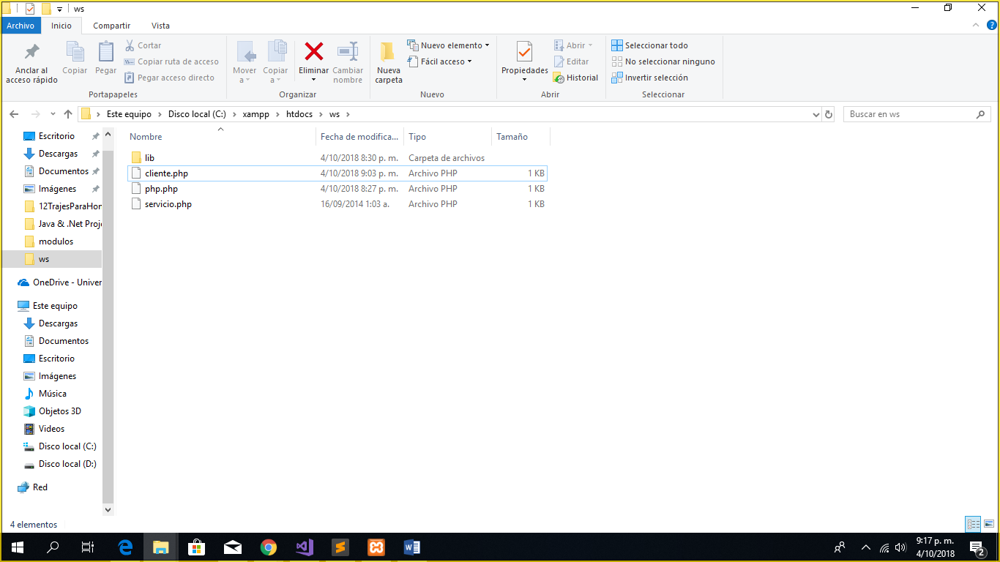 ws
Archivo Inicio Compartir Vista
Anclar al acceso rápido
Copiar
Pegar
Cortar
Copiar ruta de acceso
Pegar acceso directo
Portapapeles
Mover a
Copiar a
Eliminar
Cambiar nombre
Organizar
Nueva carpeta
Nuevo elemento
Fácil acceso
Nuevo
Propiedades
Abrir
Editar
Historial
Abrir
Seleccionar todo
No seleccionar ninguno
Invertir selección
Seleccionar
Este equipo > Disco local (C:) > xampp > htdocs > ws >
Buscar en ws
Escritorio
Descargas
Documentos
Imágenes
12TrajesParaHor
Java & .Net Proje
modulos
ws
OneDrive - Univer
Este equipo
Descargas
Documentos
Escritorio
Imágenes
Música
Objetos 3D
Videos
Disco local (C:)
Disco local (D:)
Red
Nombre Fecha de modifica... Tipo Tamaño
lib 4/10/2018 8:30 p. m. Carpeta de archivos
cliente.php 4/10/2018 9:03 p. m. Archivo PHP 1 KB
php.php 4/10/2018 8:27 p. m. Archivo PHP 1 KB
servicio.php 16/09/2014 1:03 a. Archivo PHP 1 KB
4 elementos
9:17 p. m.
4/10/2018
2